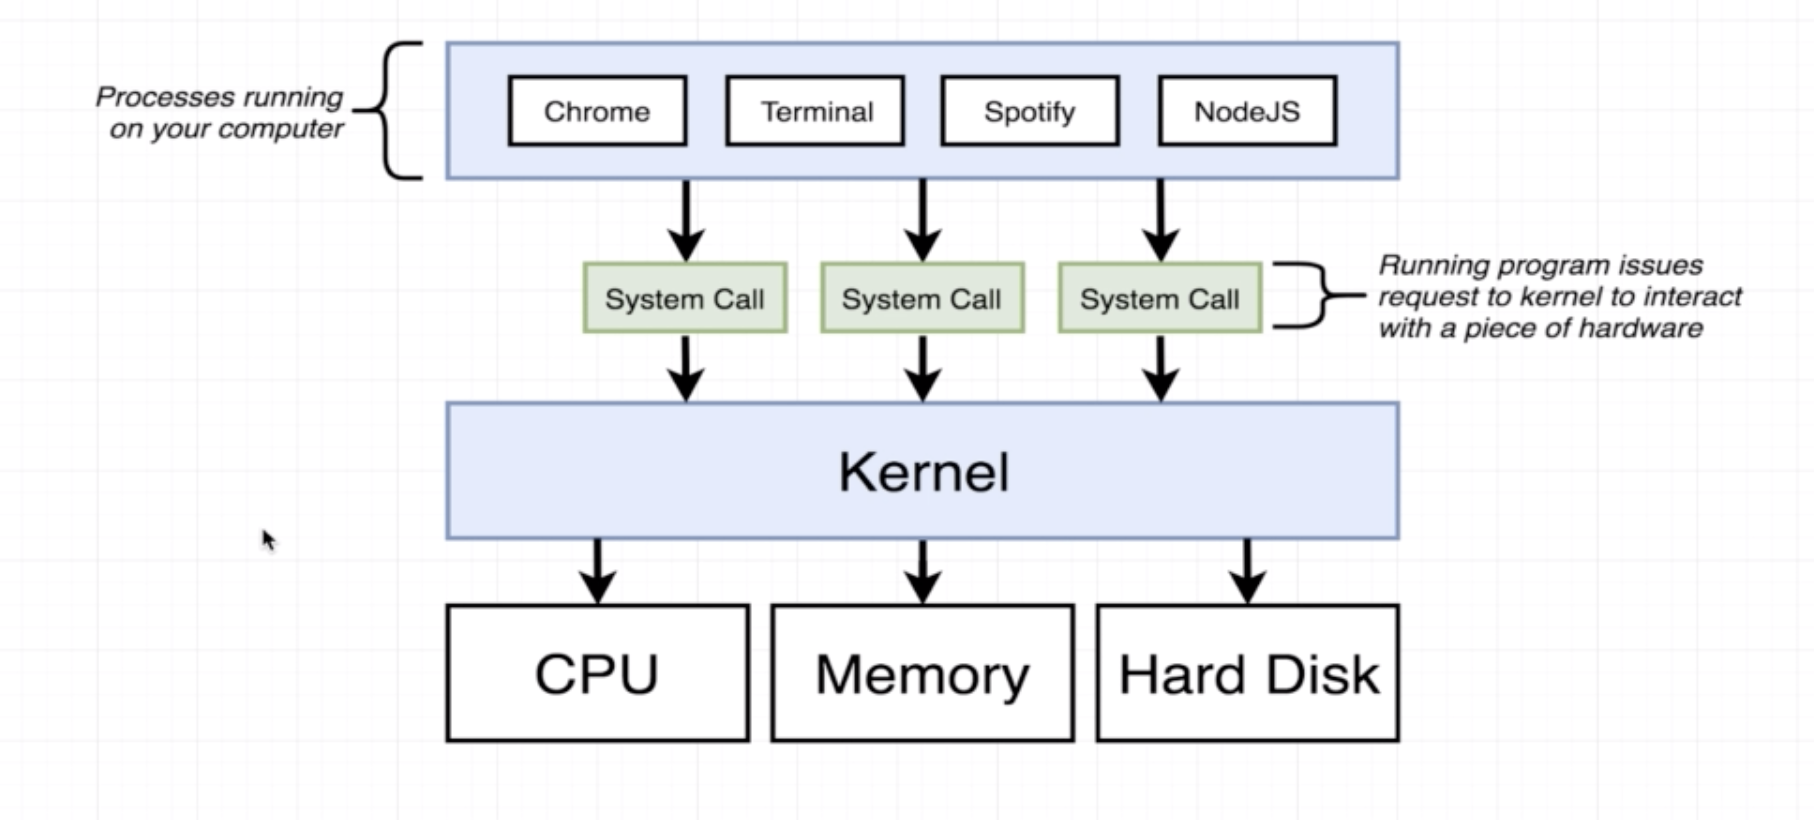 Processes running
on your computer
Chrome
Terminal
Spotify
NodeJS
System Call
System Call
System Call
Running program issues
request to kernel to interact
with a piece of hardware
Kernel
CPU
Memory
Hard Disk